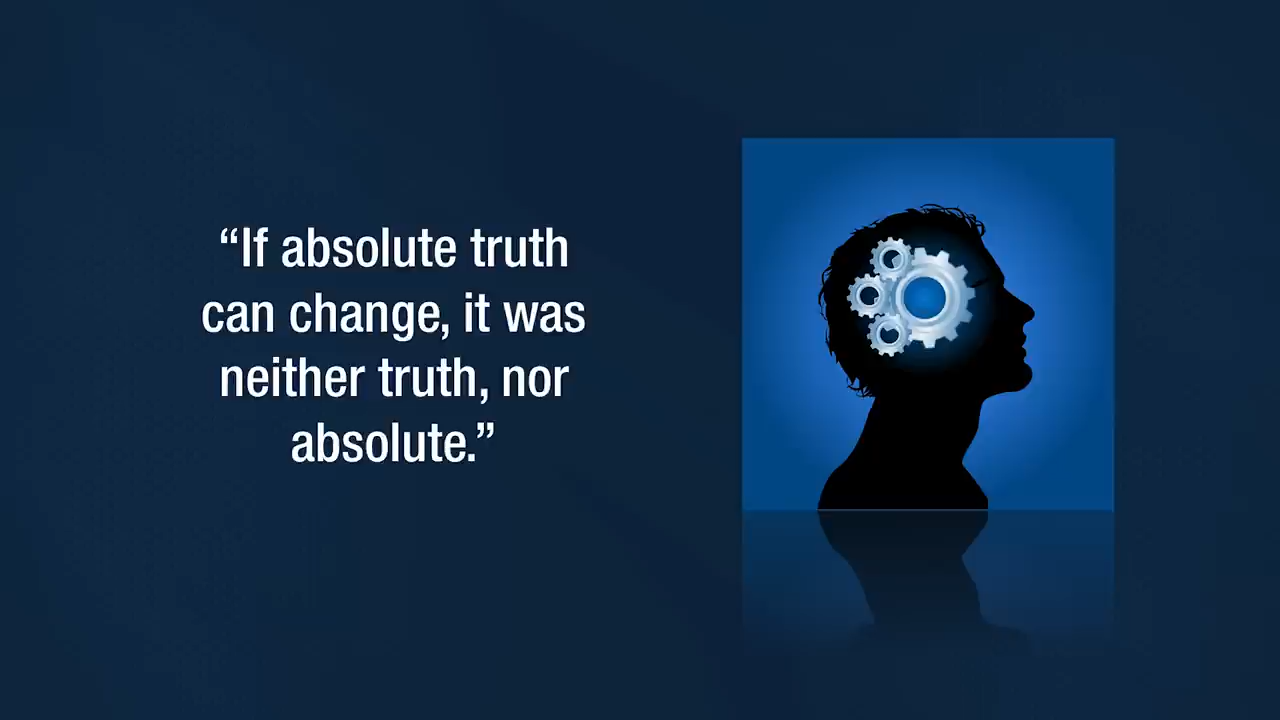 “If absolute truth
can change, it was
neither truth, nor
absolute.”